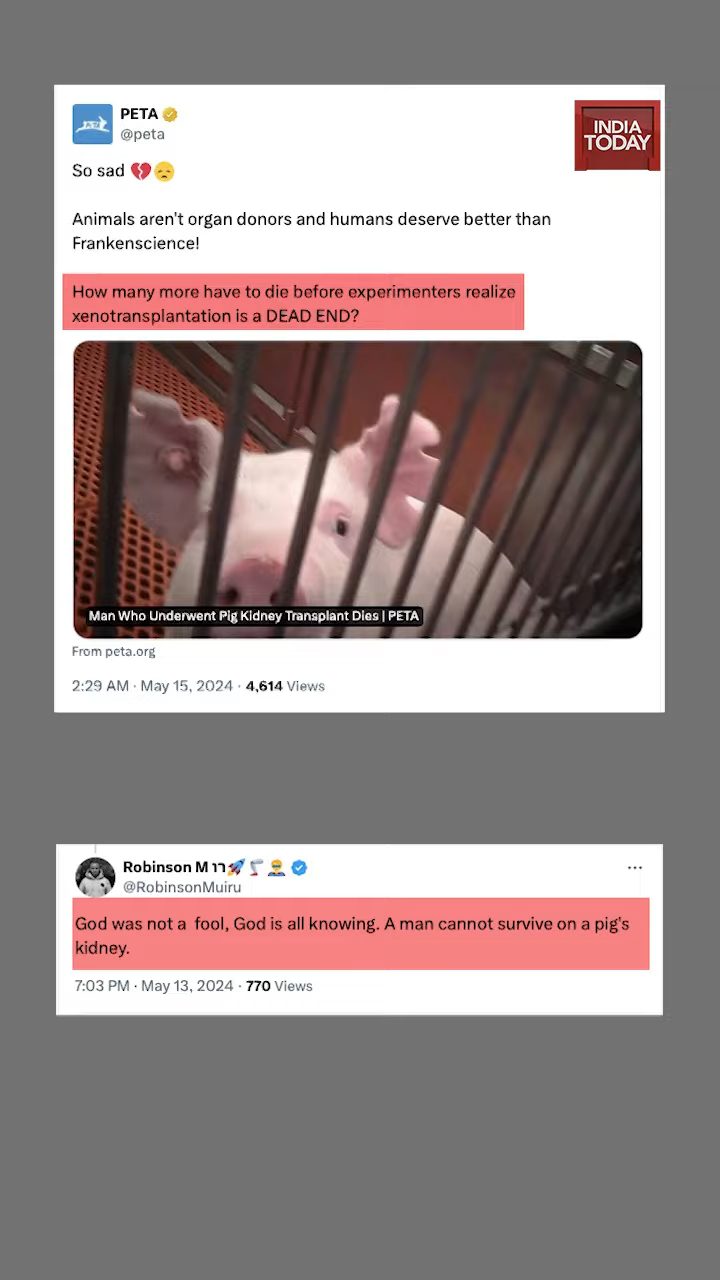 PETA
@peta
INDIA
TODAY
So sad 💔😞
Animals aren't organ donors and humans deserve better than
Frankenscience!
How many more have to die before experimenters realize
xenotransplantation is a DEAD END?
Man Who Underwent Pig Kidney Transplant Dies | PETA
From peta.org
2:29 AM · May 15, 2024 · 4,614 Views
Robinson M 🚀🦿
@RobinsonMuiru
God was not a fool, God is all knowing. A man cannot survive on a pig's
kidney.
7:03 PM · May 13, 2024 · 770 Views